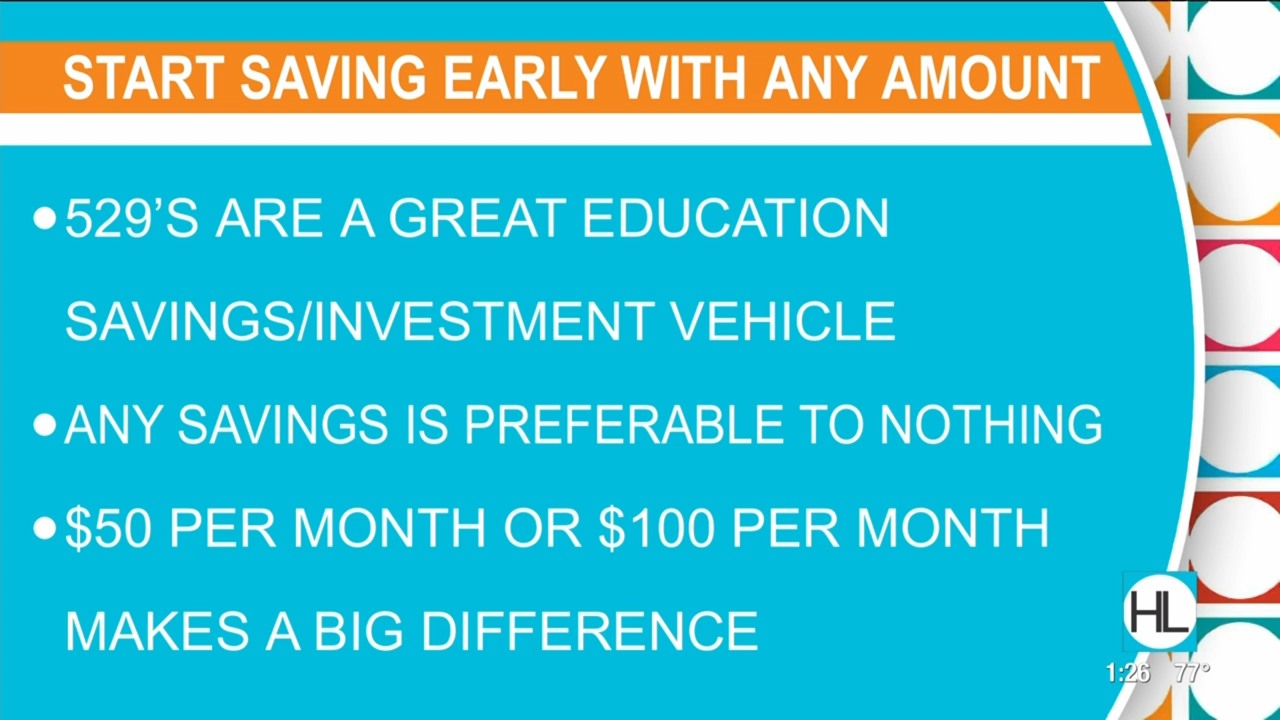 START SAVING EARLY WITH ANY AMOUNT
●529’S ARE A GREAT EDUCATION
SAVINGS/INVESTMENT VEHICLE
●ANY SAVINGS IS PREFERABLE TO NOTHING
●$50 PER MONTH OR $100 PER MONTH
MAKES A BIG DIFFERENCE
HL
1:26 77°